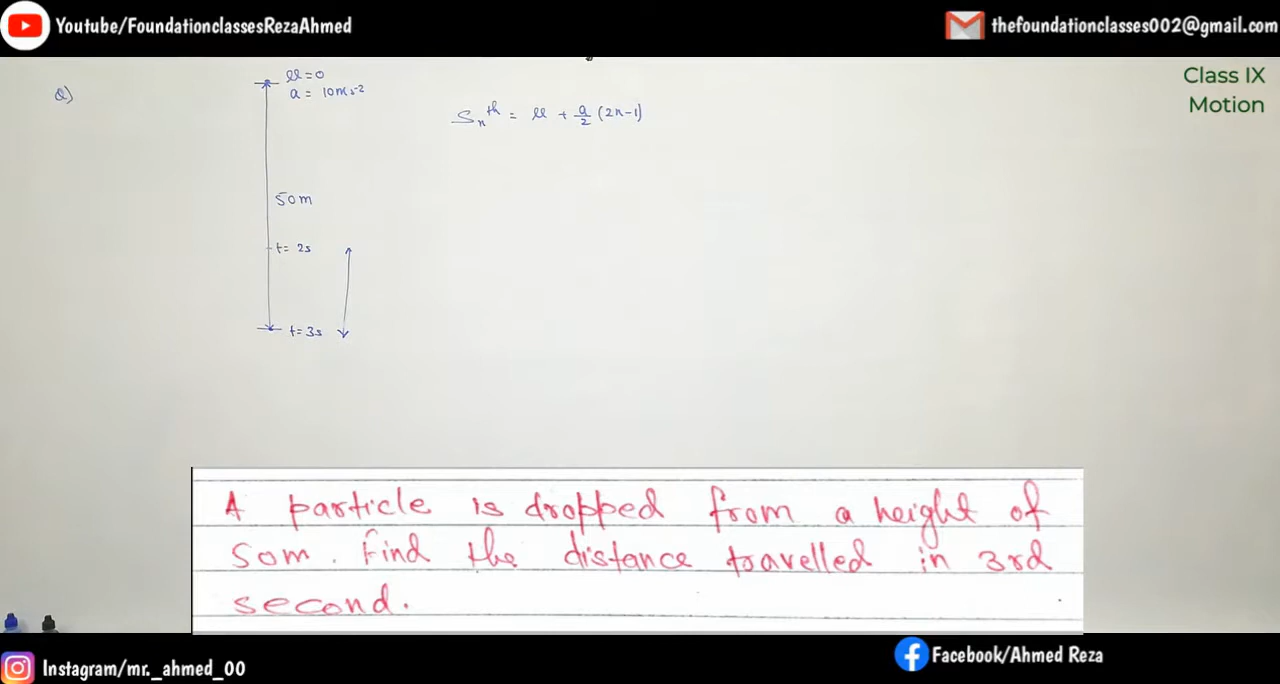 Youtube/FoundationclassesRezaAhmed
thefoundationclasses002@gmail.com
Class IX
Motion
Q)
u=0
a = 10ms-2
Snth = u + a/2 (2n-1)
50m
t= 2s
t= 3s
A particle is dropped from a height of
50m. Find the distance travelled in 3rd
second.
Instagram/mr._ahmed_00
Facebook/Ahmed Reza